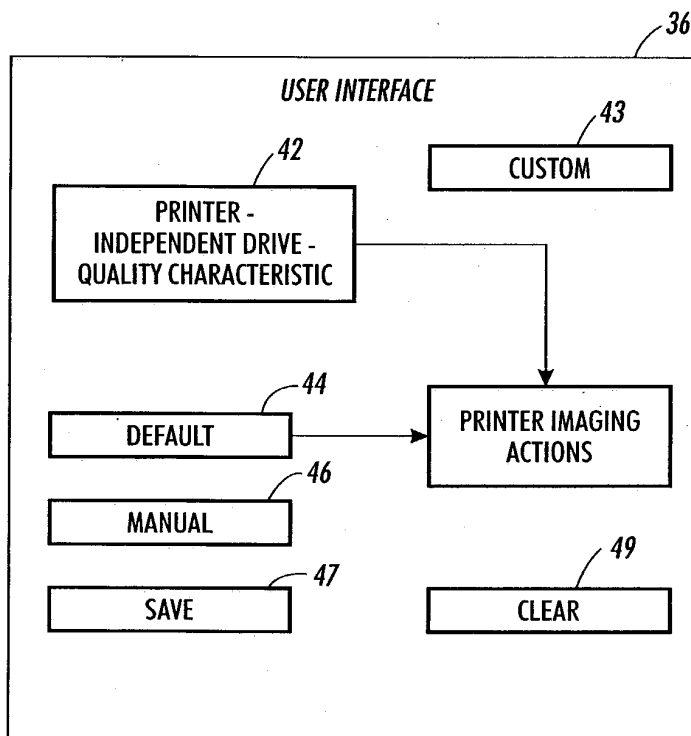 36
USER INTERFACE
43
CUSTOM
42
PRINTER -
INDEPENDENT DRIVE -
QUALITY CHARACTERISTIC
44
DEFAULT
PRINTER IMAGING
ACTIONS
46
MANUAL
47
SAVE
49
CLEAR